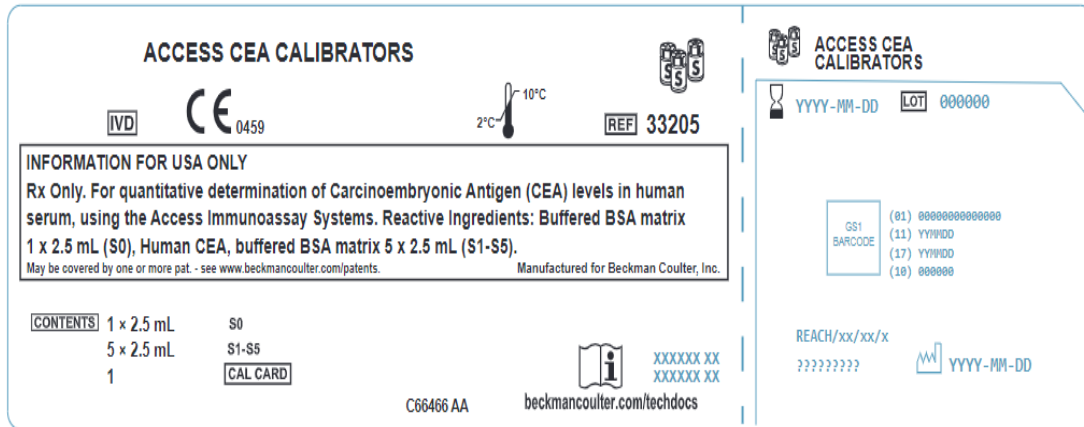 ACCESS CEA CALIBRATORS
S S S
IVD
CE 0459
2°C 10°C
REF 33205
INFORMATION FOR USA ONLY
Rx Only. For quantitative determination of Carcinoembryonic Antigen (CEA) levels in human
serum, using the Access Immunoassay Systems. Reactive Ingredients: Buffered BSA matrix
1 x 2.5 mL (S0), Human CEA, buffered BSA matrix 5 x 2.5 mL (S1-S5).
May be covered by one or more pat. - see www.beckmancoulter.com/patents. Manufactured for Beckman Coulter, Inc.
CONTENTS 1 × 2.5 mL S0
5 × 2.5 mL S1-S5
1 CAL CARD
C66466 AA
i
beckmancoulter.com/techdocs
XXXXXX XX
XXXXXX XX
S S S
ACCESS CEA
CALIBRATORS
YYYY-MM-DD LOT 000000
GS1
BARCODE
(01) 00000000000000
(11) YYMMDD
(17) YYMMDD
(10) 000000
REACH/xx/xx/x
?????????
YYYY-MM-DD